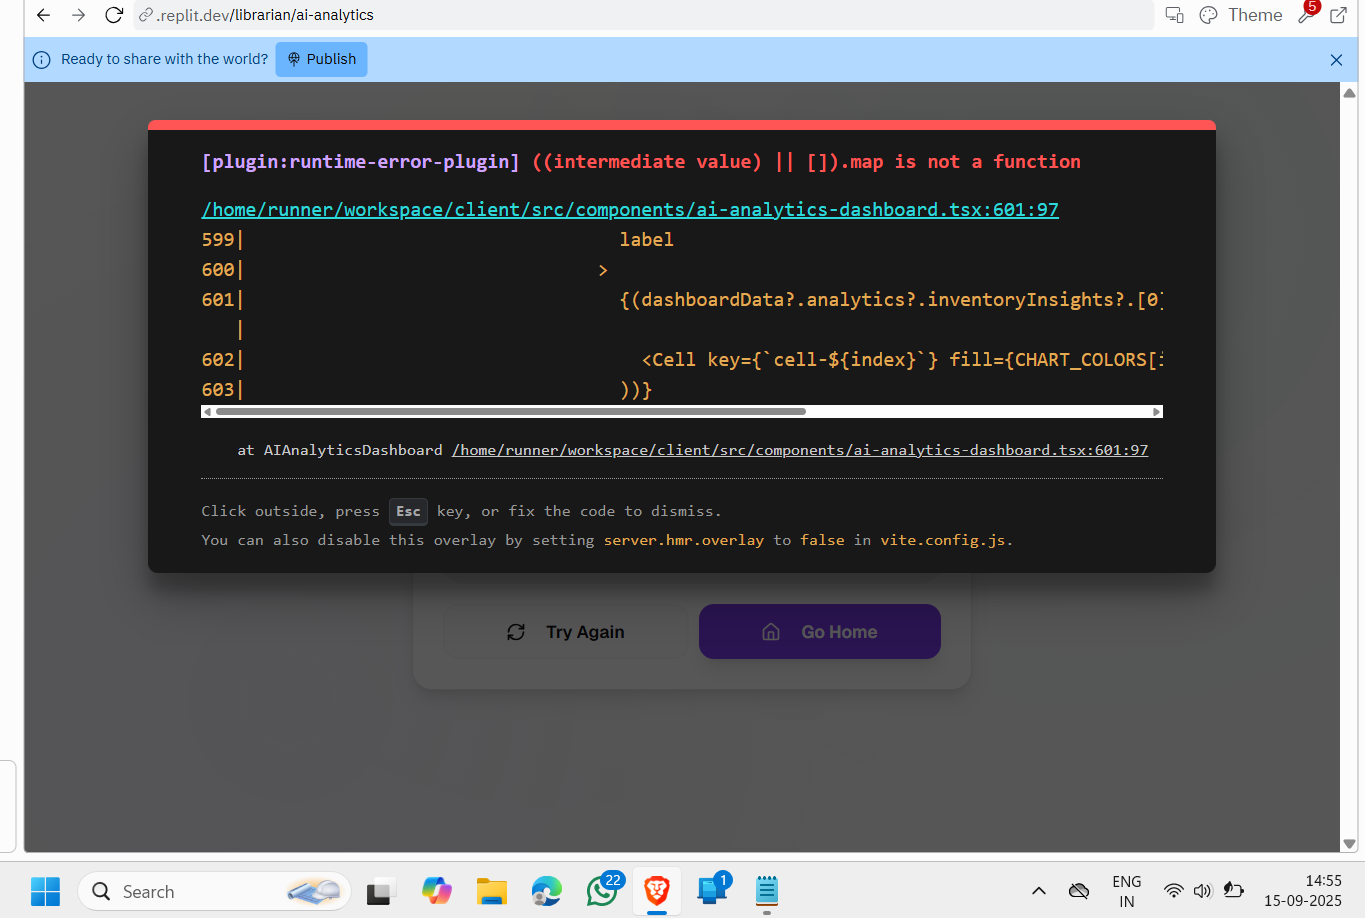 .replit.dev/librarian/ai-analytics
Theme
5
Ready to share with the world?
Publish
[plugin:runtime-error-plugin] ((intermediate value) || []).map is not a function
/home/runner/workspace/client/src/components/ai-analytics-dashboard.tsx:601:97
599|                                   label
600|                                 >
601|                                   {(dashboardData?.analytics?.inventoryInsights?.[0]
|
602|                                     <Cell key={`cell-${index}`} fill={CHART_COLORS[i
603|                                   ))}
at AIAnalyticsDashboard /home/runner/workspace/client/src/components/ai-analytics-dashboard.tsx:601:97
Click outside, press Esc key, or fix the code to dismiss.
You can also disable this overlay by setting server.hmr.overlay to false in vite.config.js.
Try Again
Go Home
Search
22
1
ENG
IN
14:55
15-09-2025